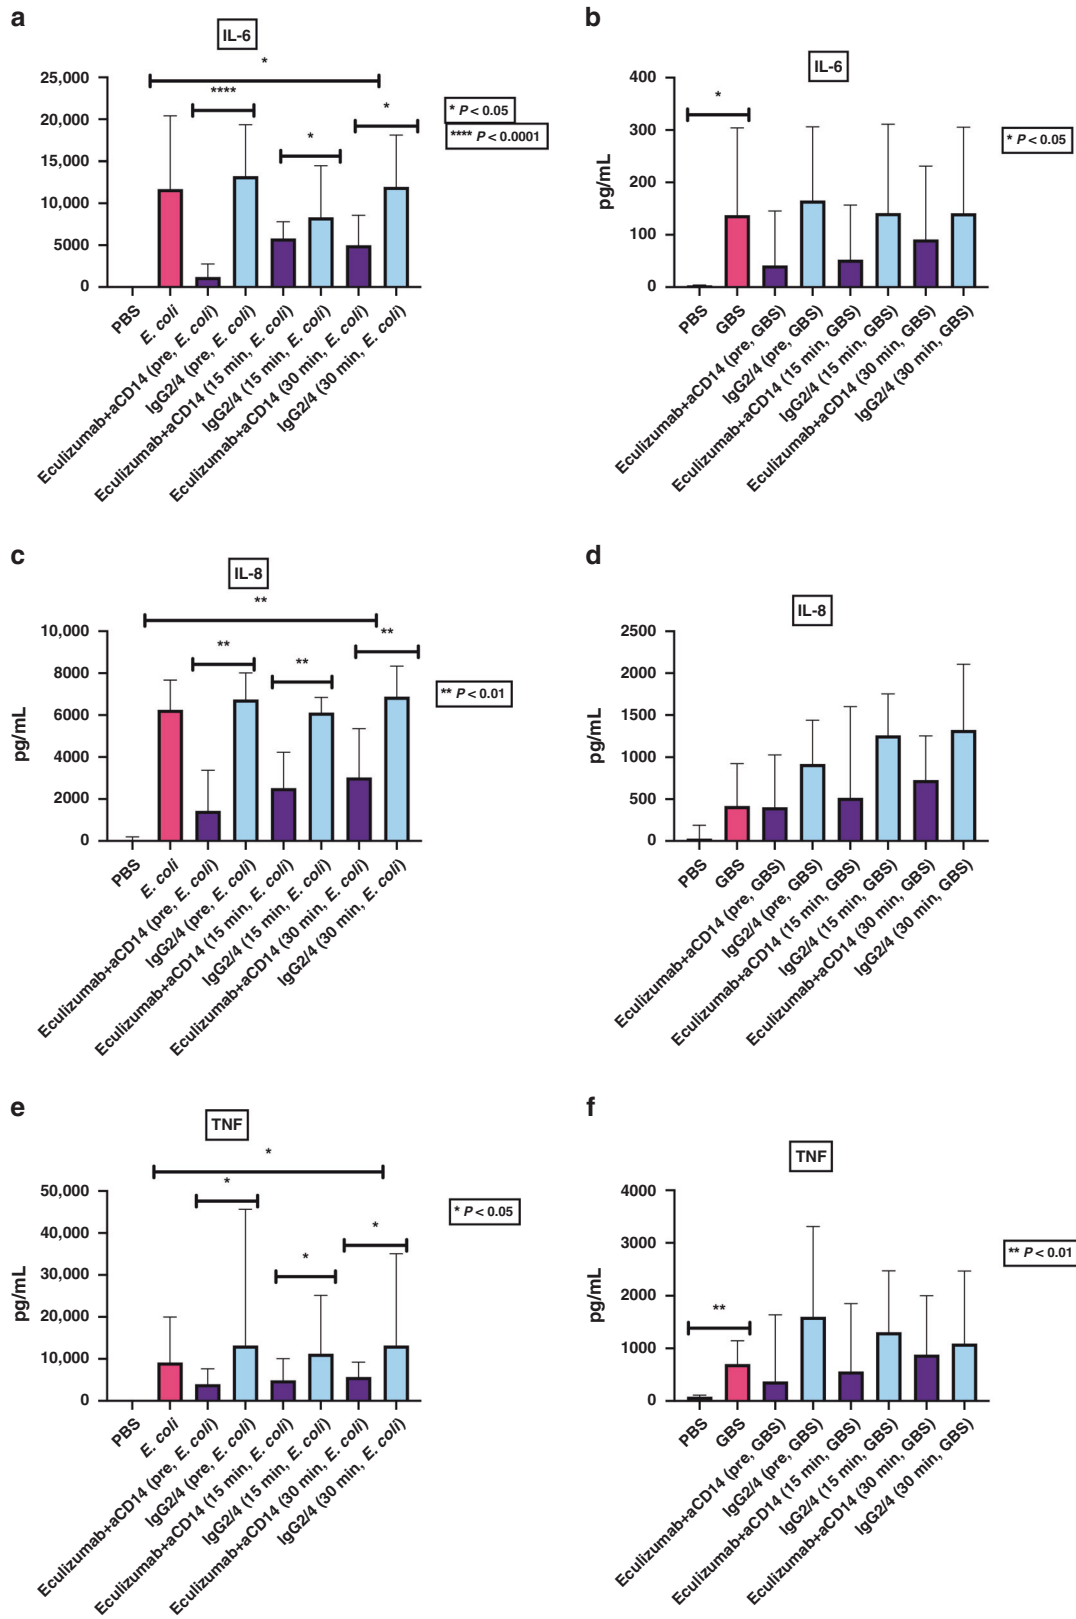 a
IL-6
*
25,000
****
20,000
*
*
15,000
10,000
5000
0
* P < 0.05
**** P < 0.0001
PBS
E. coli
Eculizumab+aCD14 (pre, E. coli)
IgG2/4 (pre, E. coli)
Eculizumab+aCD14 (15 min, E. coli)
IgG2/4 (15 min, E. coli)
Eculizumab+aCD14 (30 min, E. coli)
IgG2/4 (30 min, E. coli)
b
IL-6
400
*
300
200
100
0
pg/mL
* P < 0.05
PBS
GBS
Eculizumab+aCD14 (pre, GBS)
IgG2/4 (pre, GBS)
Eculizumab+aCD14 (15 min, GBS)
IgG2/4 (15 min, GBS)
Eculizumab+aCD14 (30 min, GBS)
IgG2/4 (30 min, GBS)
c
IL-8
**
10,000
**
**
**
8000
6000
4000
2000
0
pg/mL
** P < 0.01
PBS
E. coli
Eculizumab+aCD14 (pre, E. coli)
IgG2/4 (pre, E. coli)
Eculizumab+aCD14 (15 min, E. coli)
IgG2/4 (15 min, E. coli)
Eculizumab+aCD14 (30 min, E. coli)
IgG2/4 (30 min, E. coli)
d
IL-8
2500
2000
1500
1000
500
0
pg/mL
PBS
GBS
Eculizumab+aCD14 (pre, GBS)
IgG2/4 (pre, GBS)
Eculizumab+aCD14 (15 min, GBS)
IgG2/4 (15 min, GBS)
Eculizumab+aCD14 (30 min, GBS)
IgG2/4 (30 min, GBS)
e
TNF
*
50,000
*
*
*
40,000
30,000
20,000
10,000
0
pg/mL
* P < 0.05
PBS
E. coli
Eculizumab+aCD14 (pre, E. coli)
IgG2/4 (pre, E. coli)
Eculizumab+aCD14 (15 min, E. coli)
IgG2/4 (15 min, E. coli)
Eculizumab+aCD14 (30 min, E. coli)
IgG2/4 (30 min, E. coli)
f
TNF
4000
3000
2000
**
1000
0
pg/mL
** P < 0.01
PBS
GBS
Eculizumab+aCD14 (pre, GBS)
IgG2/4 (pre, GBS)
Eculizumab+aCD14 (15 min, GBS)
IgG2/4 (15 min, GBS)
Eculizumab+aCD14 (30 min, GBS)
IgG2/4 (30 min, GBS)